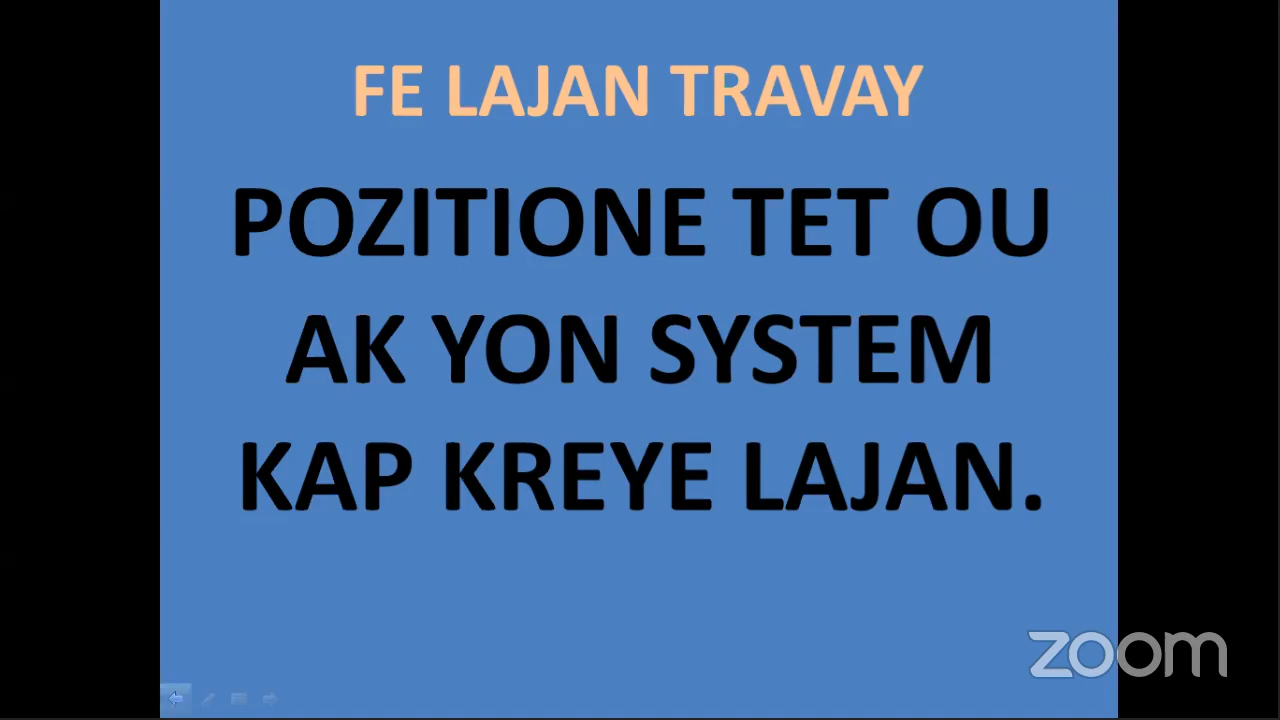 FE LAJAN TRAVAY
POZITIONE TET OU
AK YON SYSTEM
KAP KREYE LAJAN.
zoom